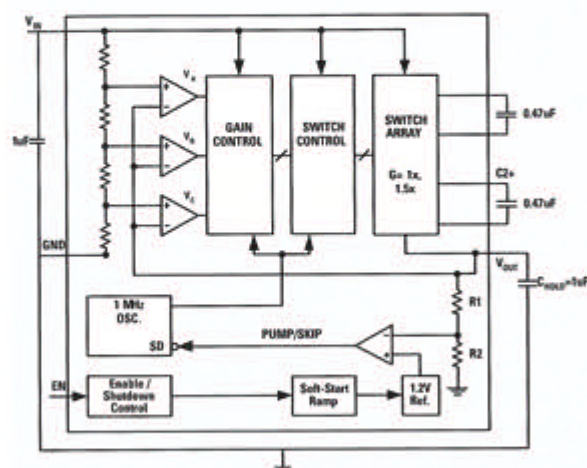 VIN
VA
VB
VC
1uF
GND
GAIN
CONTROL
SWITCH
CONTROL
SWITCH
ARRAY
G= 1x,
1.5x
0.47uF
C2+
0.47uF
VOUT
CHOLD=1uF
R1
R2
1 MHz
OSC.
SD
PUMP/SKIP
EN
Enable /
Shutdown
Control
Soft-Start
Ramp
1.2V
Ref.